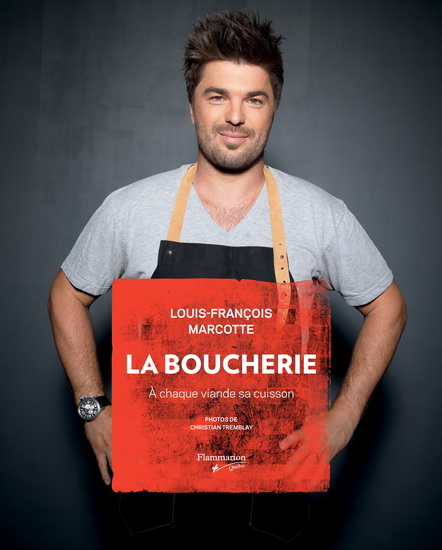 LOUIS-FRANÇOIS
MARCOTTE
LA BOUCHERIE
À chaque viande sa cuisson
PHOTOS DE
CHRISTIAN TREMBLAY
Flammarion
Québec